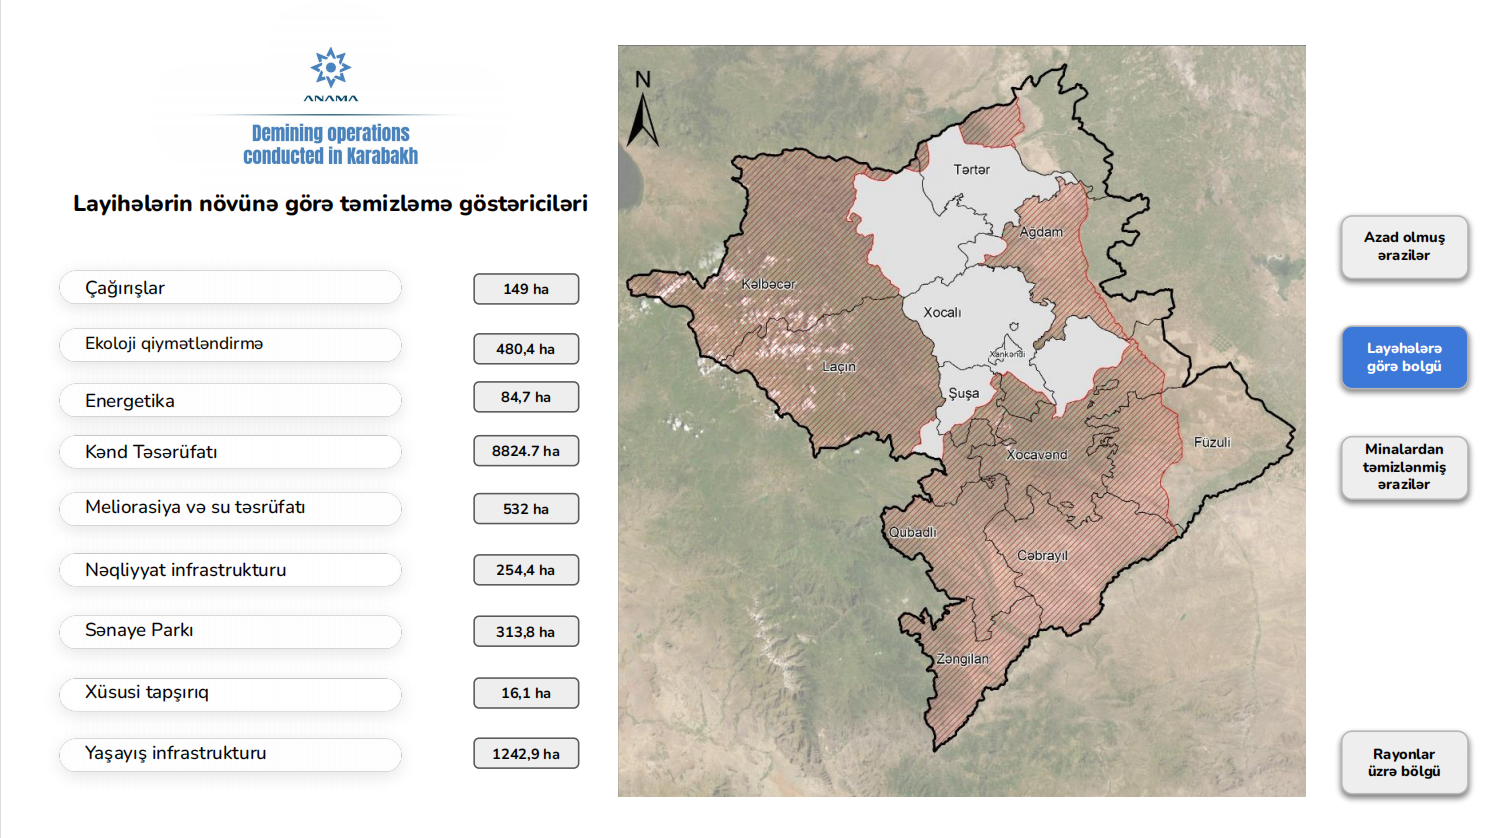 ANAMA
Demining operations
conducted in Karabakh
Layihələrin növünə görə təmizləmə göstəriciləri
Çağırışlar
149 ha
Ekoloji qiymətləndirmə
480,4 ha
Energetika
84,7 ha
Kənd Təsərüfatı
8824.7 ha
Meliorasiya və su təsrüfatı
532 ha
Nəqliyyat infrastrukturu
254,4 ha
Sənaye Parkı
313,8 ha
Xüsusi tapşırıq
16,1 ha
Yaşayış infrastrukturu
1242,9 ha
N
Tərtər
Ağdam
Kəlbəcər
Xocalı
Xankəndi
Laçın
Şuşa
Füzuli
Xocavənd
Qubadlı
Cəbrayıl
Zəngilan
Azad olmuş
ərazilər
Layəhələrə
görə bolgü
Minalardan
təmizlənmiş
ərazilər
Rayonlar
üzrə bölgü